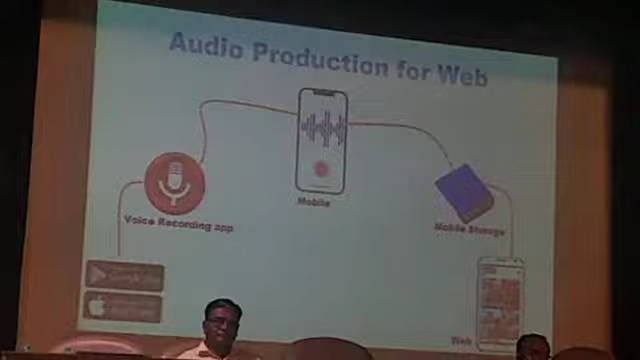 Audio Production for Web
Mobile
Voice Recording app
Mobile Storage
Web